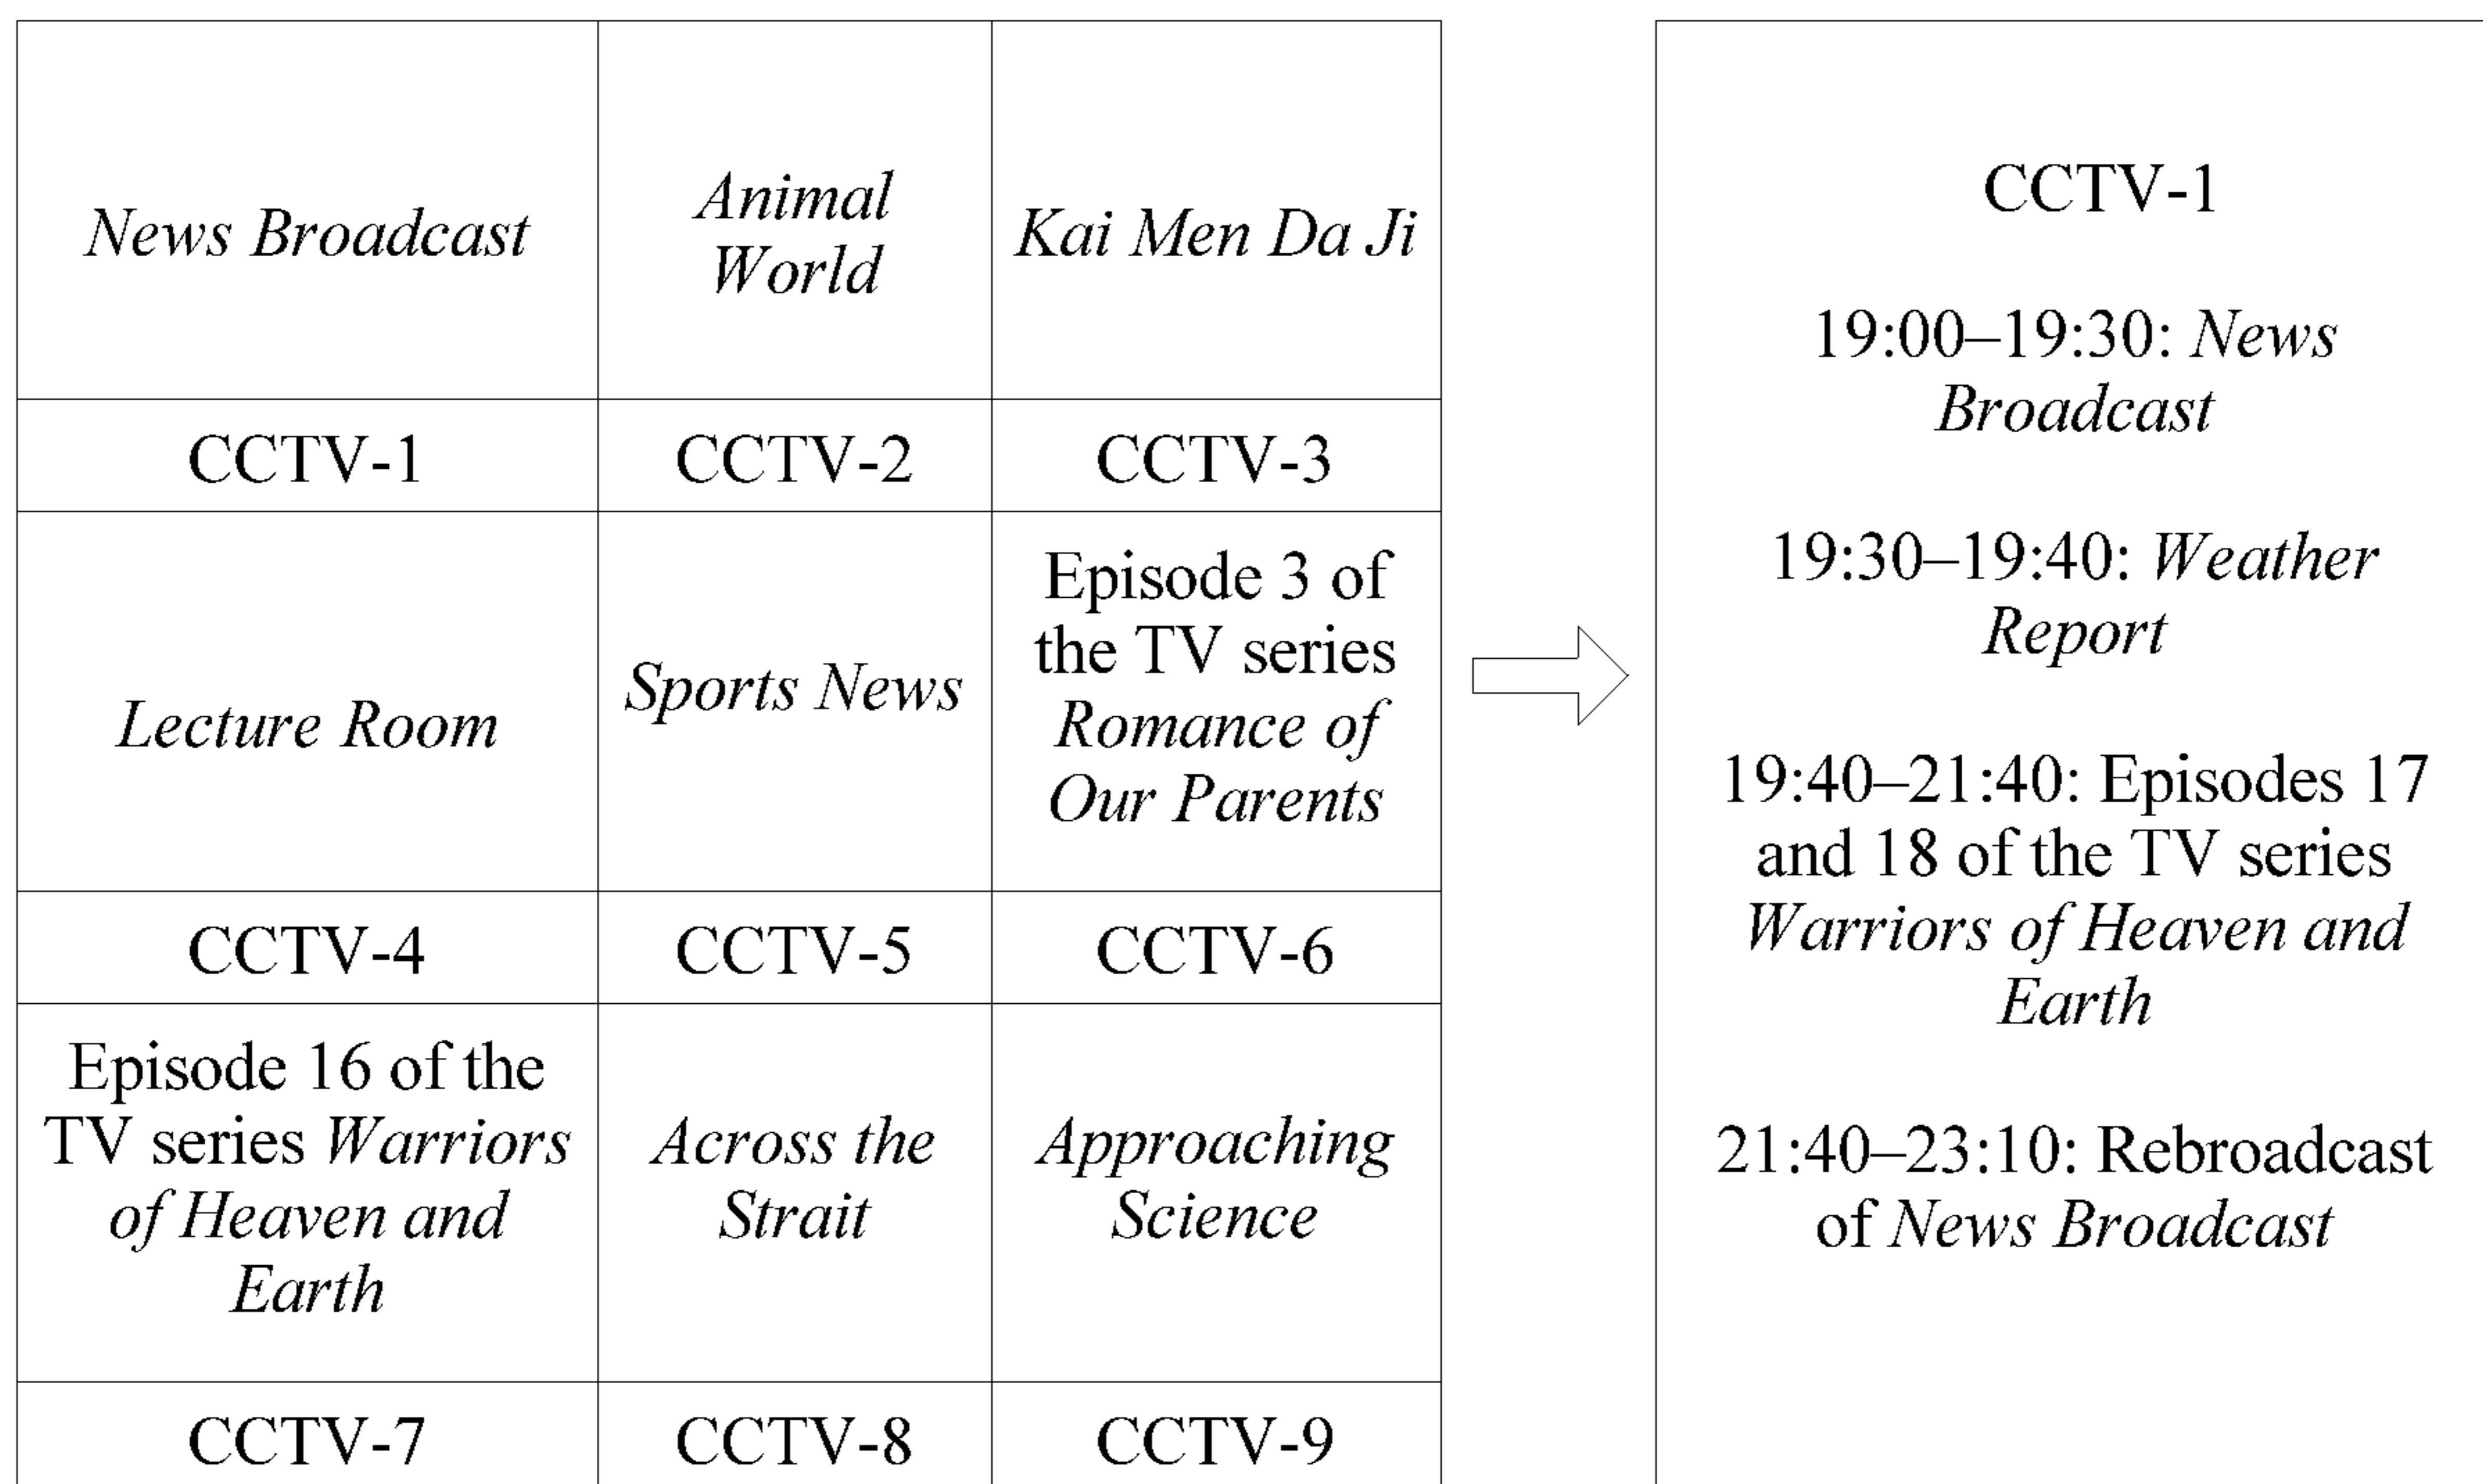 News Broadcast
Animal
World
Kai Men Da Ji
CCTV-1
CCTV-2
CCTV-3
Lecture Room
Sports News
Episode 3 of
the TV series
Romance of
Our Parents
CCTV-4
CCTV-5
CCTV-6
Episode 16 of the
TV series Warriors
of Heaven and
Earth
Across the
Strait
Approaching
Science
CCTV-7
CCTV-8
CCTV-9
CCTV-1
19:00–19:30: News
Broadcast
19:30–19:40: Weather
Report
19:40–21:40: Episodes 17
and 18 of the TV series
Warriors of Heaven and
Earth
21:40–23:10: Rebroadcast
of News Broadcast